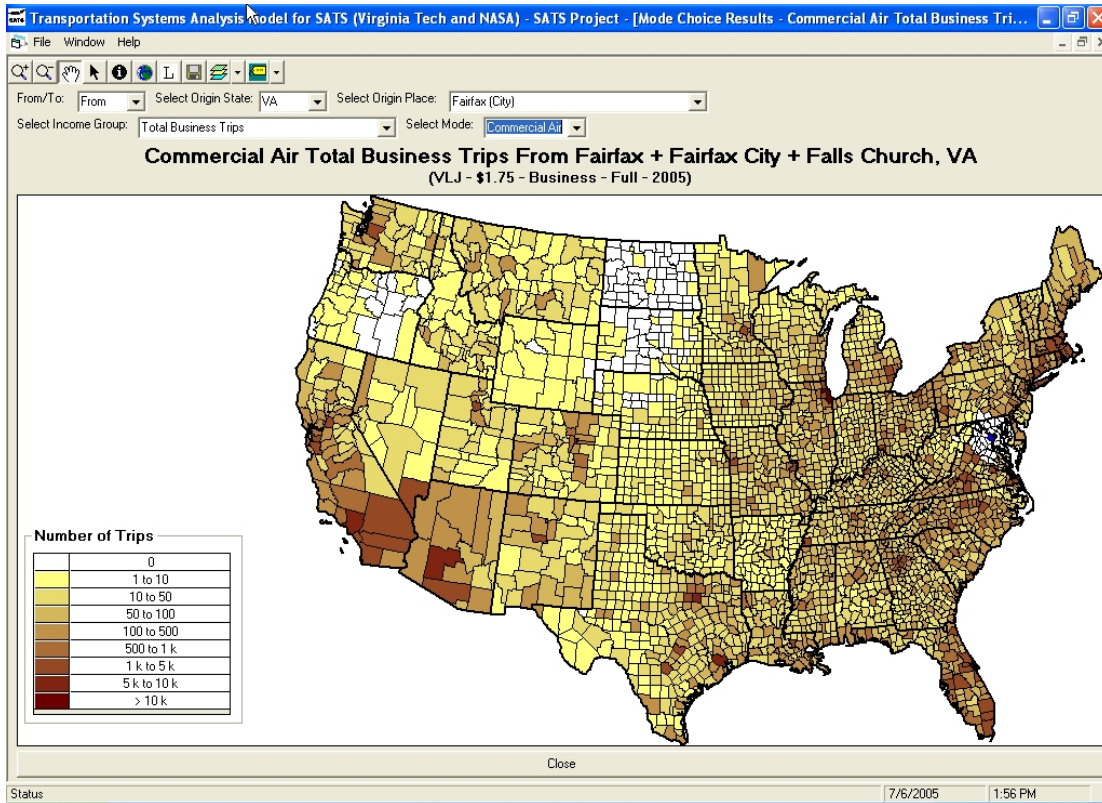 Transportation Systems Analysis Model for SATS (Virginia Tech and NASA) - SATS Project - [Mode Choice Results - Commercial Air Total Business Tri...
File Window Help
L
From/To: From Select Origin State: VA Select Origin Place: Fairfax (City)
Select Income Group: Total Business Trips Select Mode: Commercial Air
Commercial Air Total Business Trips From Fairfax + Fairfax City + Falls Church, VA
(VLJ - $1.75 - Business - Full - 2005)
Number of Trips
0
1 to 10
10 to 50
50 to 100
100 to 500
500 to 1 k
1 k to 5 k
5 k to 10 k
> 10 k
Close
Status 7/6/2005 1:56 PM